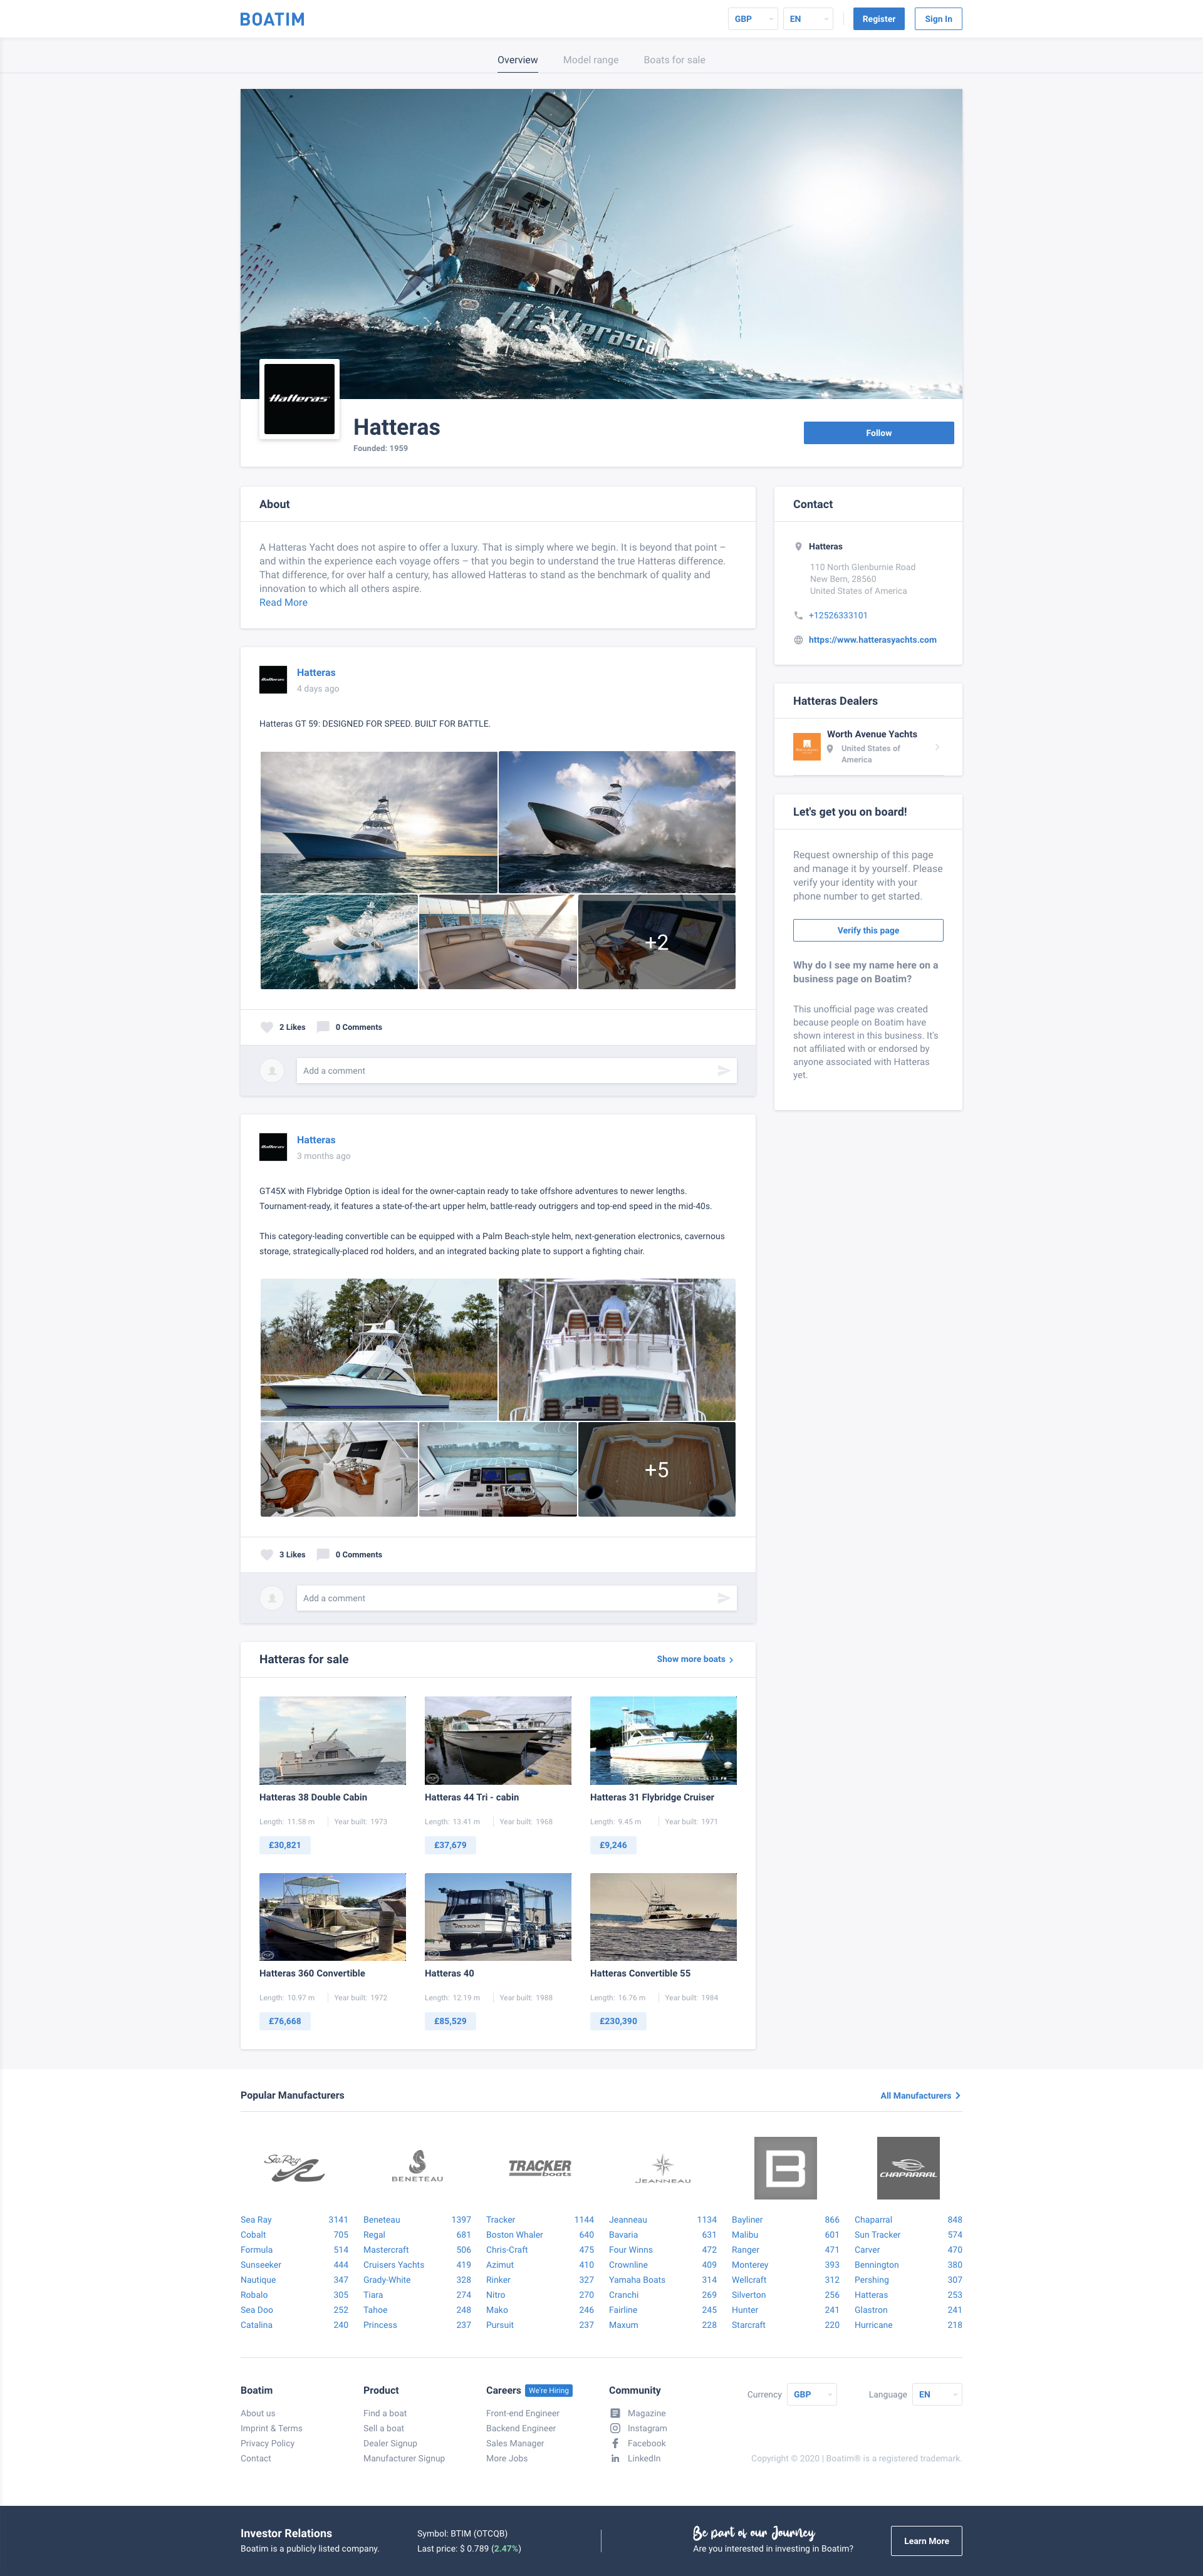 BOATIM
GBP
EN
Register
Sign In
Overview
Model range
Boats for sale
Hatterascal
Hatteras
Hatteras
Founded: 1959
Follow
About
A Hatteras Yacht does not aspire to offer a luxury. That is simply where we begin. It is beyond that point –
and within the experience each voyage offers – that you begin to understand the true Hatteras difference.
That difference, for over half a century, has allowed Hatteras to stand as the benchmark of quality and
innovation to which all others aspire.
Read More
Contact
Hatteras
110 North Glenburnie Road
New Bern, 28560
United States of America
+12526333101
https://www.hatterasyachts.com
Hatteras Dealers
Worth Avenue Yachts
United States of
America
Let's get you on board!
Request ownership of this page
and manage it by yourself. Please
verify your identity with your
phone number to get started.
Verify this page
Why do I see my name here on a
business page on Boatim?
This unofficial page was created
because people on Boatim have
shown interest in this business. It's
not affiliated with or endorsed by
anyone associated with Hatteras
yet.
Hatteras
Hatteras
4 days ago
Hatteras GT 59: DESIGNED FOR SPEED. BUILT FOR BATTLE.
+2
2 Likes
0 Comments
Add a comment
Hatteras
Hatteras
3 months ago
GT45X with Flybridge Option is ideal for the owner-captain ready to take offshore adventures to newer lengths.
Tournament-ready, it features a state-of-the-art upper helm, battle-ready outriggers and top-end speed in the mid-40s.
This category-leading convertible can be equipped with a Palm Beach-style helm, next-generation electronics, cavernous
storage, strategically-placed rod holders, and an integrated backing plate to support a fighting chair.
+5
3 Likes
0 Comments
Add a comment
Hatteras for sale
Show more boats
Hatteras 38 Double Cabin
Length: 11.58 m
Year built: 1973
£30,821
Hatteras 44 Tri - cabin
Length: 13.41 m
Year built: 1968
£37,679
Hatteras 31 Flybridge Cruiser
Length: 9.45 m
Year built: 1971
£9,246
Hatteras 360 Convertible
Length: 10.97 m
Year built: 1972
£76,668
Hatteras 40
Length: 12.19 m
Year built: 1988
£85,529
Hatteras Convertible 55
Length: 16.76 m
Year built: 1984
£230,390
Popular Manufacturers
All Manufacturers
Sea Ray
BENETEAU
TRACKER
boats
JEANNEAU
B
CHAPARRAL
Sea Ray 3141 Beneteau 1397 Tracker 1144 Jeanneau 1134 Bayliner 866 Chaparral 848
Cobalt 705 Regal 681 Boston Whaler 640 Bavaria 631 Malibu 601 Sun Tracker 574
Formula 514 Mastercraft 506 Chris-Craft 475 Four Winns 472 Ranger 471 Carver 470
Sunseeker 444 Cruisers Yachts 419 Azimut 410 Crownline 409 Monterey 393 Bennington 380
Nautique 347 Grady-White 328 Rinker 327 Yamaha Boats 314 Wellcraft 312 Pershing 307
Robalo 305 Tiara 274 Nitro 270 Cranchi 269 Silverton 256 Hatteras 253
Sea Doo 252 Tahoe 248 Mako 246 Fairline 245 Hunter 241 Glastron 241
Catalina 240 Princess 237 Pursuit 237 Maxum 228 Starcraft 220 Hurricane 218
Boatim
About us
Imprint & Terms
Privacy Policy
Contact
Product
Find a boat
Sell a boat
Dealer Signup
Manufacturer Signup
Careers We're Hiring
Front-end Engineer
Backend Engineer
Sales Manager
More Jobs
Community
Magazine
Instagram
Facebook
LinkedIn
Currency GBP
Language EN
Copyright © 2020 | Boatim® is a registered trademark.
Investor Relations
Boatim is a publicly listed company.
Symbol: BTIM (OTCQB)
Last price: $ 0.789 (2.47%)
Be part of our Journey
Are you interested in investing in Boatim?
Learn More